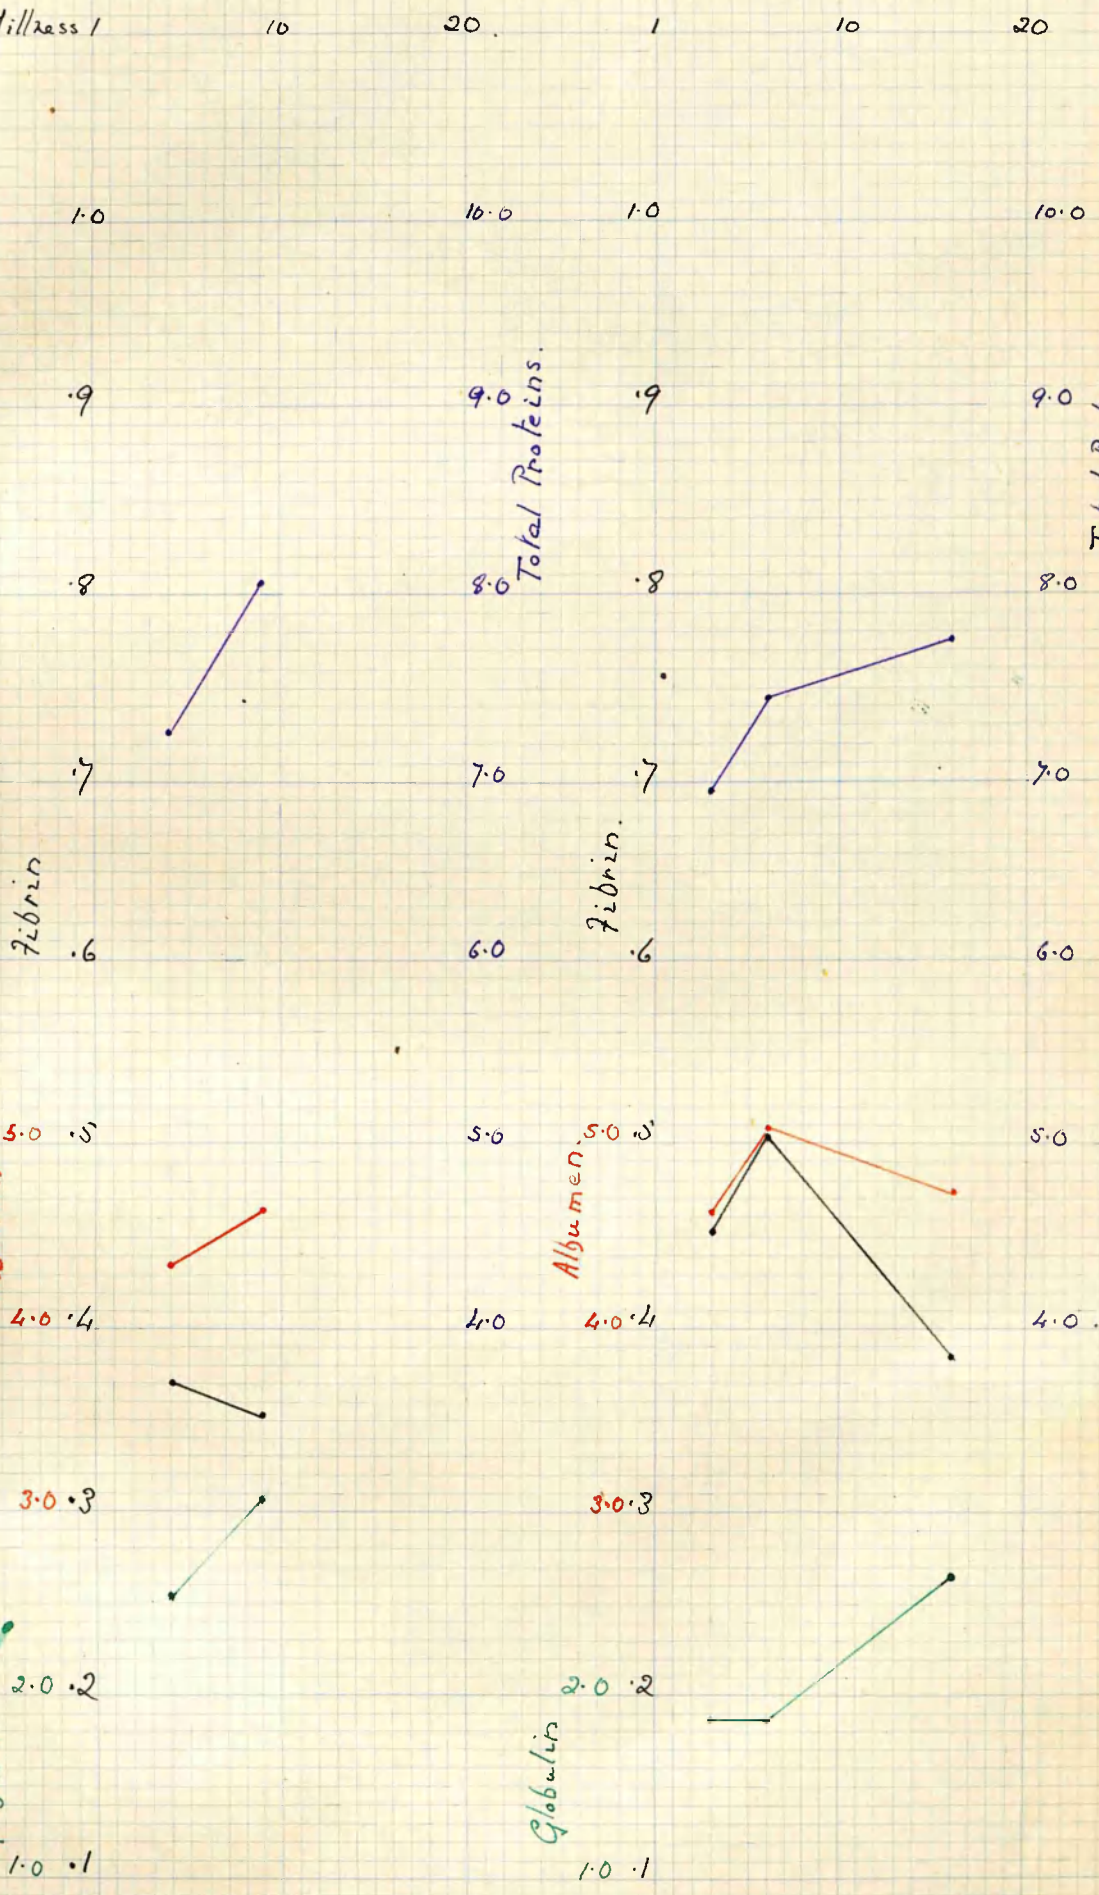 illness 1 10 20. 1 10 20
1.0 10.0 1.0 10.0
.9 9.0 .9 9.0
Total Proteins.
.8 8.0 .8 8.0
.7 7.0 .7 7.0
Fibrin
Fibrin.
.6 6.0 .6 6.0
5.0 .5 5.0 5.0 .5 5.0
Albumen.
4.0 .4 4.0 4.0 .4 4.0
3.0 .3 3.0 .3
2.0 .2 2.0 .2
Globulin
1.0 .1 1.0 .1